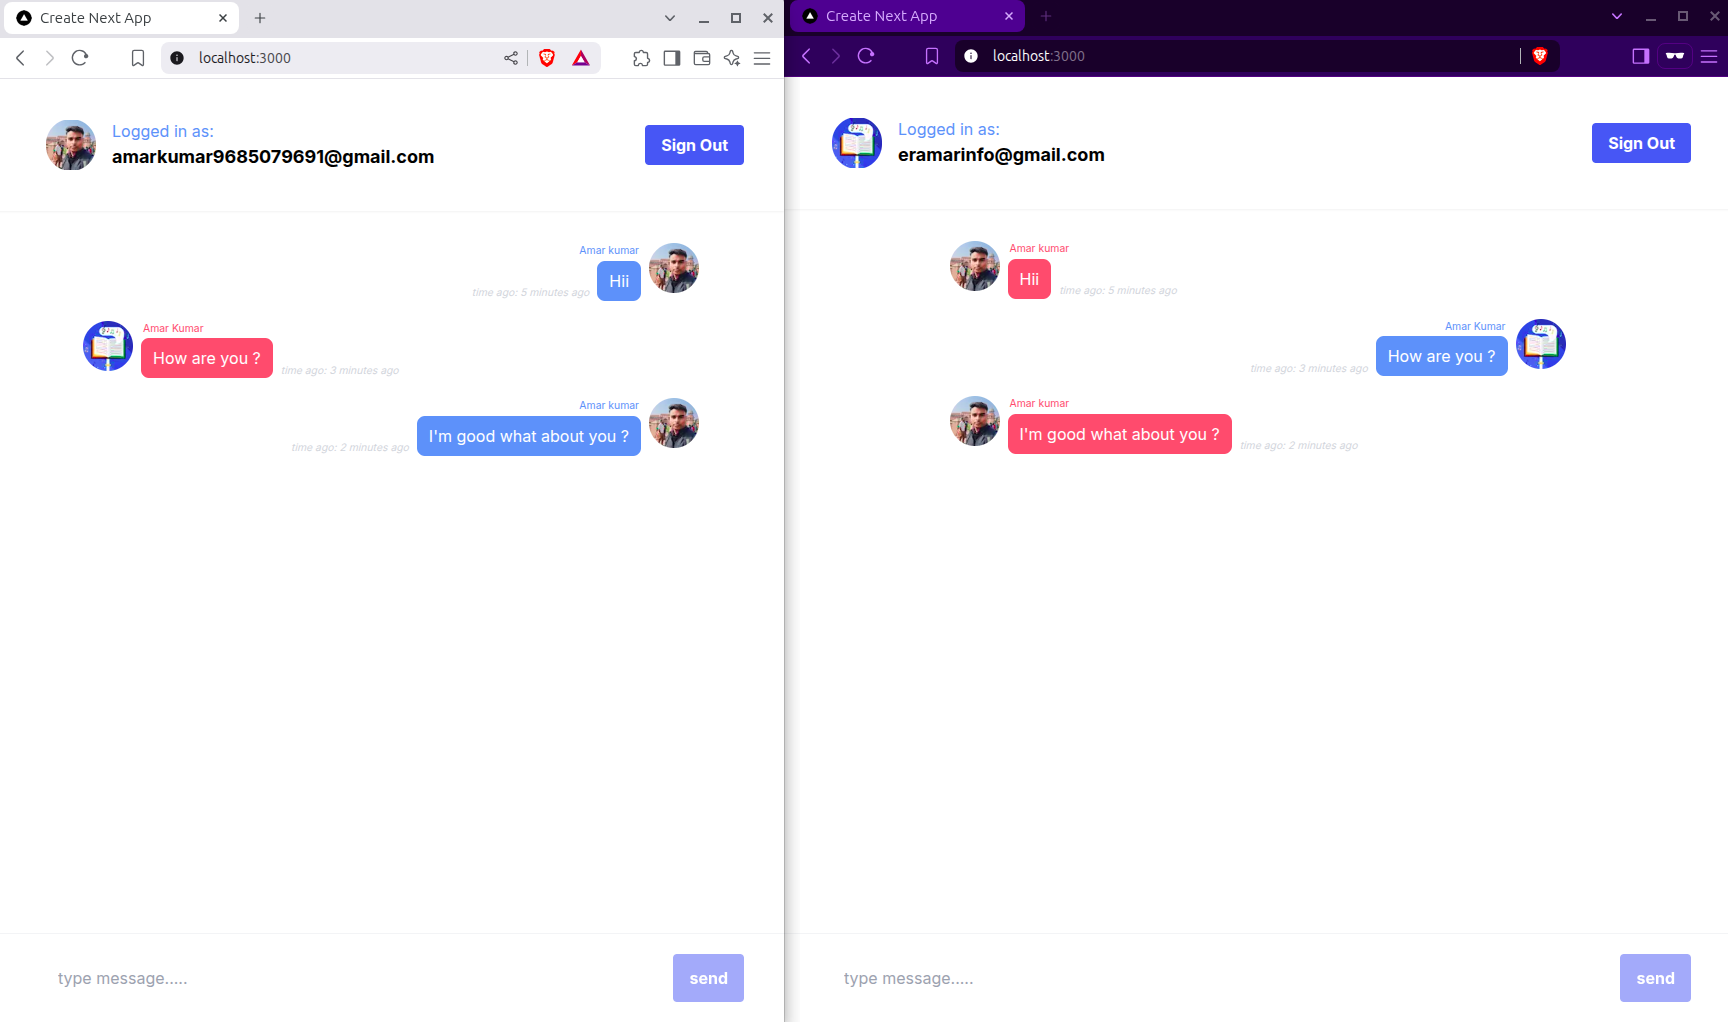 Create Next App
localhost:3000
Logged in as:
amarkumar9685079691@gmail.com
Sign Out
Amar kumar
Hii
time ago: 5 minutes ago
Amar Kumar
How are you ?
time ago: 3 minutes ago
Amar kumar
I'm good what about you ?
time ago: 2 minutes ago
type message.....
send
Create Next App
localhost:3000
Logged in as:
eramarinfo@gmail.com
Sign Out
Amar kumar
Hii
time ago: 5 minutes ago
Amar Kumar
How are you ?
time ago: 3 minutes ago
Amar kumar
I'm good what about you ?
time ago: 2 minutes ago
type message.....
send